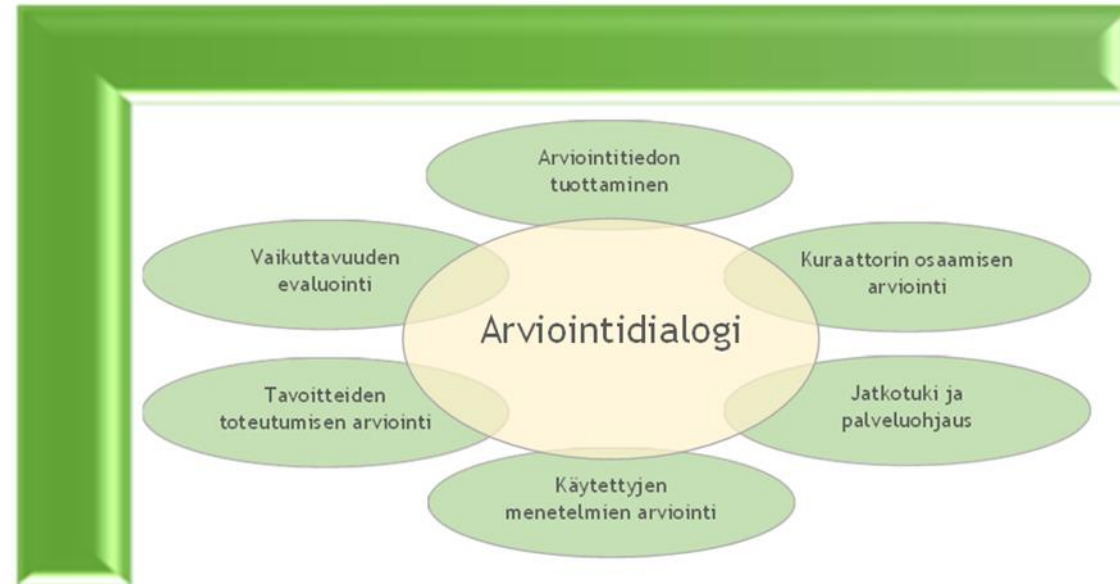 Arviointitiedon
tuottaminen
Vaikuttavuuden
evaluointi
Kuraattorin osaamisen
arviointi
Arviointidialogi
Tavoitteiden
toteutumisen arviointi
Jatkotuki ja
palveluohjaus
Käytettyjen
menetelmien arviointi